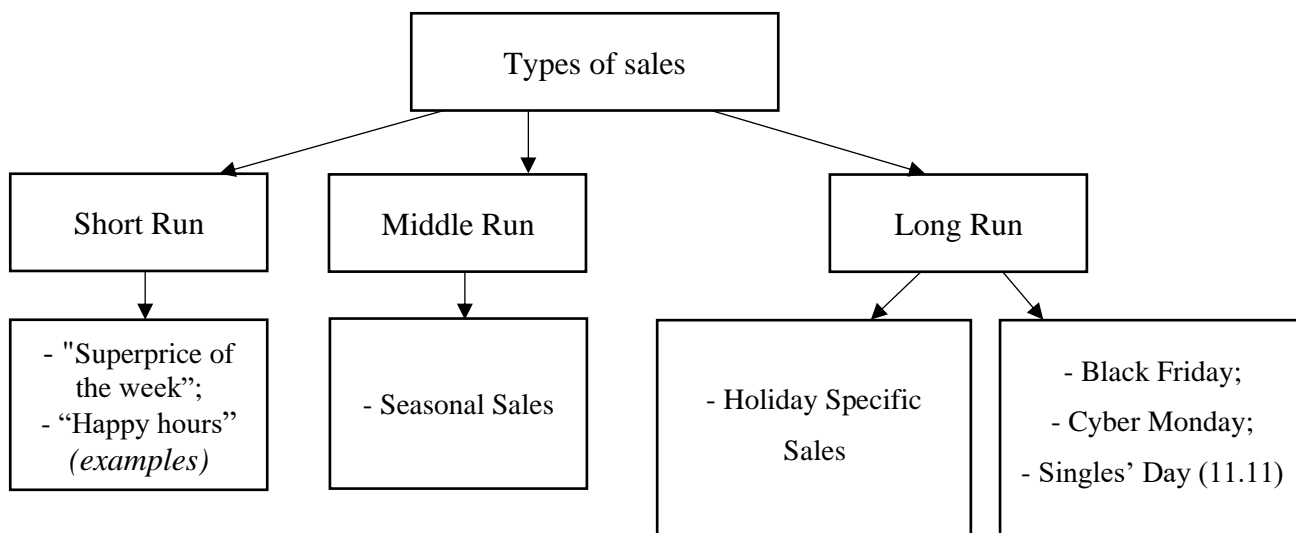 Types of sales
Short Run
Middle Run
Long Run
- "Superprice of
the week”;
- “Happy hours”
(examples)
- Seasonal Sales
- Holiday Specific
Sales
- Black Friday;
- Cyber Monday;
- Singles’ Day (11.11)